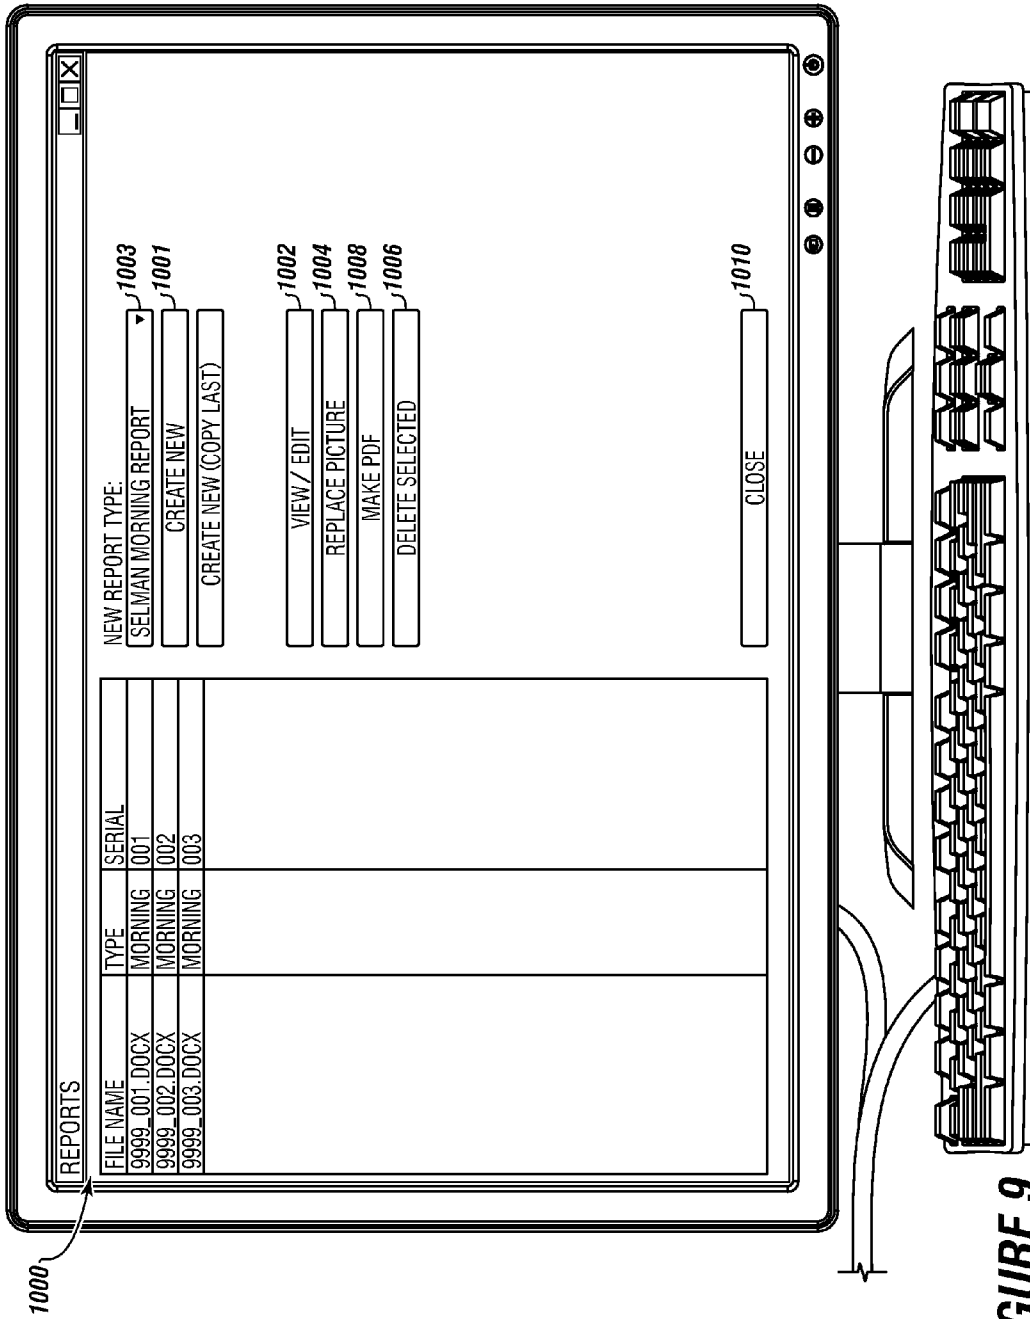 1000
REPORTS
FILE NAME TYPE SERIAL
9999_001.DOCX MORNING 001
9999_002.DOCX MORNING 002
9999_003.DOCX MORNING 003
NEW REPORT TYPE:
SELMAN MORNING REPORT 1003
CREATE NEW 1001
CREATE NEW (COPY LAST)
VIEW / EDIT 1002
REPLACE PICTURE 1004
MAKE PDF 1008
DELETE SELECTED 1006
CLOSE 1010
GURE 9